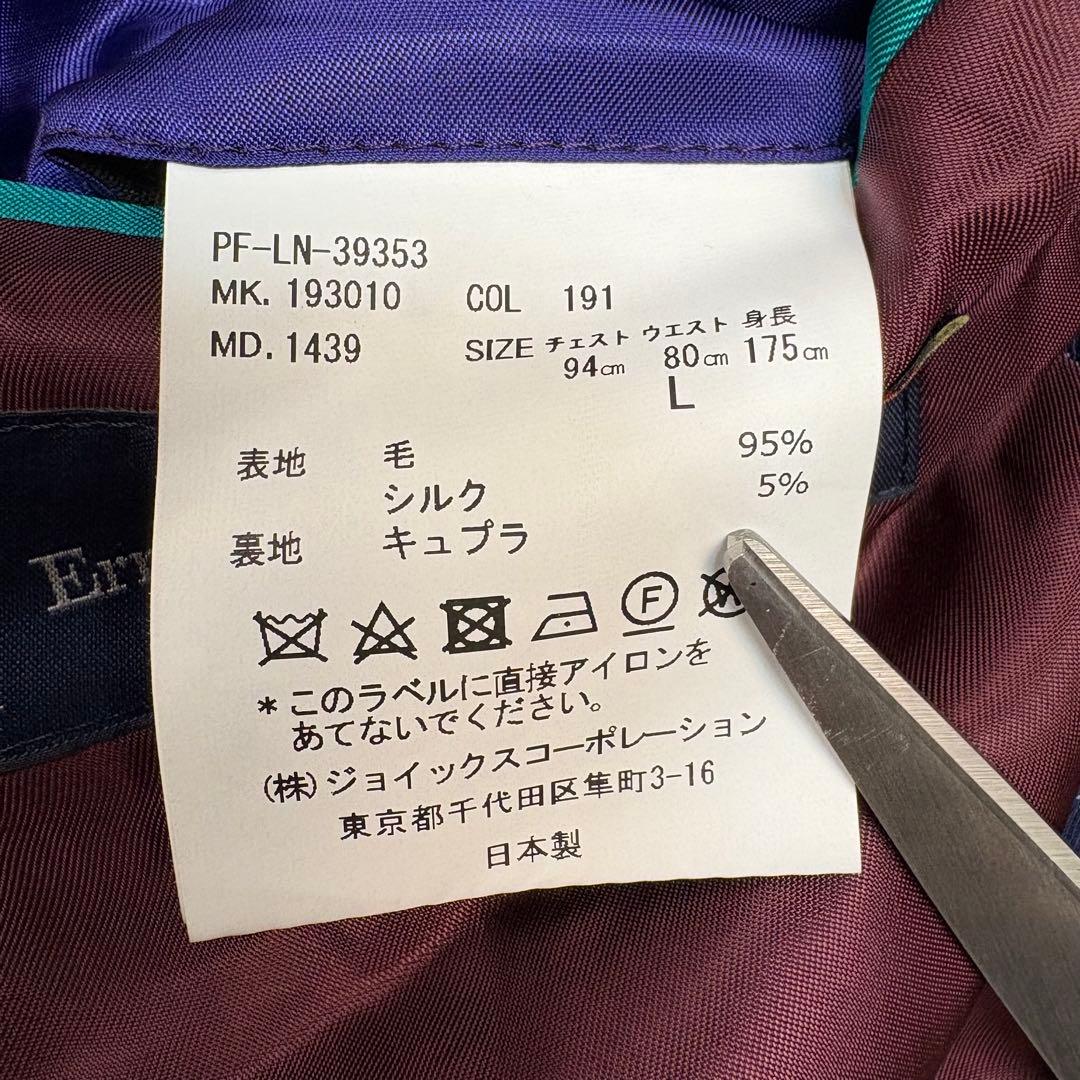 PF-LN-39353
MK. 193010 COL 191
MD. 1439 SIZE チェスト ウエスト 身長
94cm 80cm 175cm
L
表地 毛 95%
シルク 5%
裏地 キュプラ
F
*このラベルに直接アイロンを
あてないでください。
(株)ジョイックスコーポレーション
東京都千代田区隼町3-16
日本製